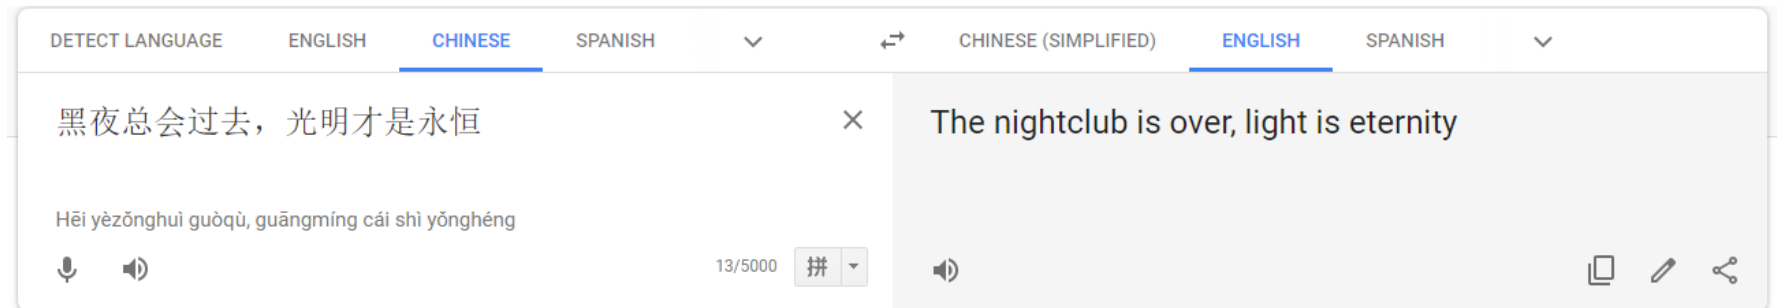 DETECT LANGUAGE ENGLISH CHINESE SPANISH CHINESE (SIMPLIFIED) ENGLISH SPANISH
黑夜总会过去，光明才是永恒
The nightclub is over, light is eternity
Hēi yèzǒnghuì guòqù, guāngmíng cái shì yǒnghéng
13/5000 拼